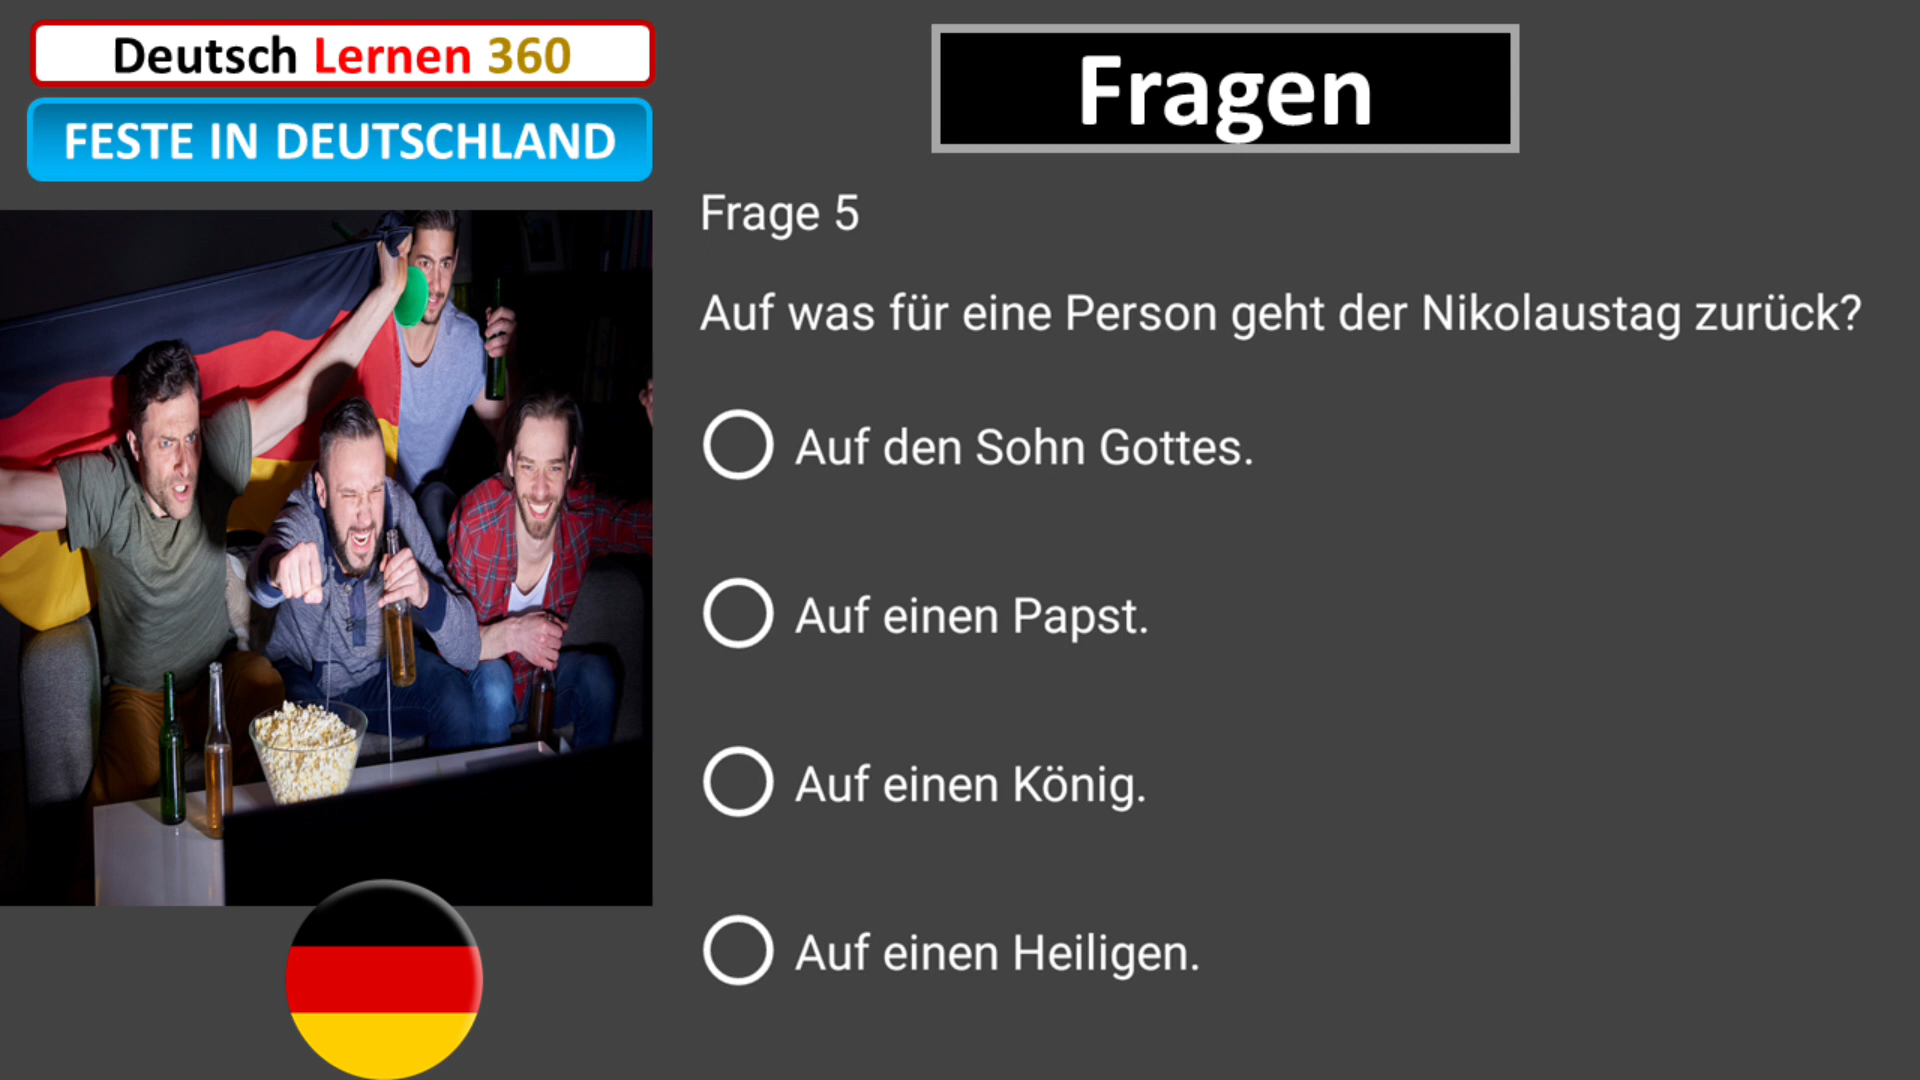 Deutsch Lernen 360
FESTE IN DEUTSCHLAND
Fragen
Frage 5
Auf was für eine Person geht der Nikolaustag zurück?
Auf den Sohn Gottes.
Auf einen Papst.
Auf einen König.
Auf einen Heiligen.